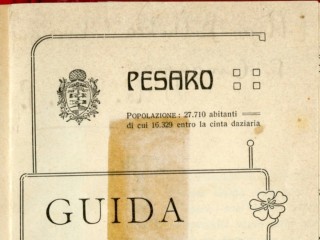 PESARO
POPOLAZIONE: 27.710 abitanti
di cui 16.329 entro la cinta daziaria
GUIDA